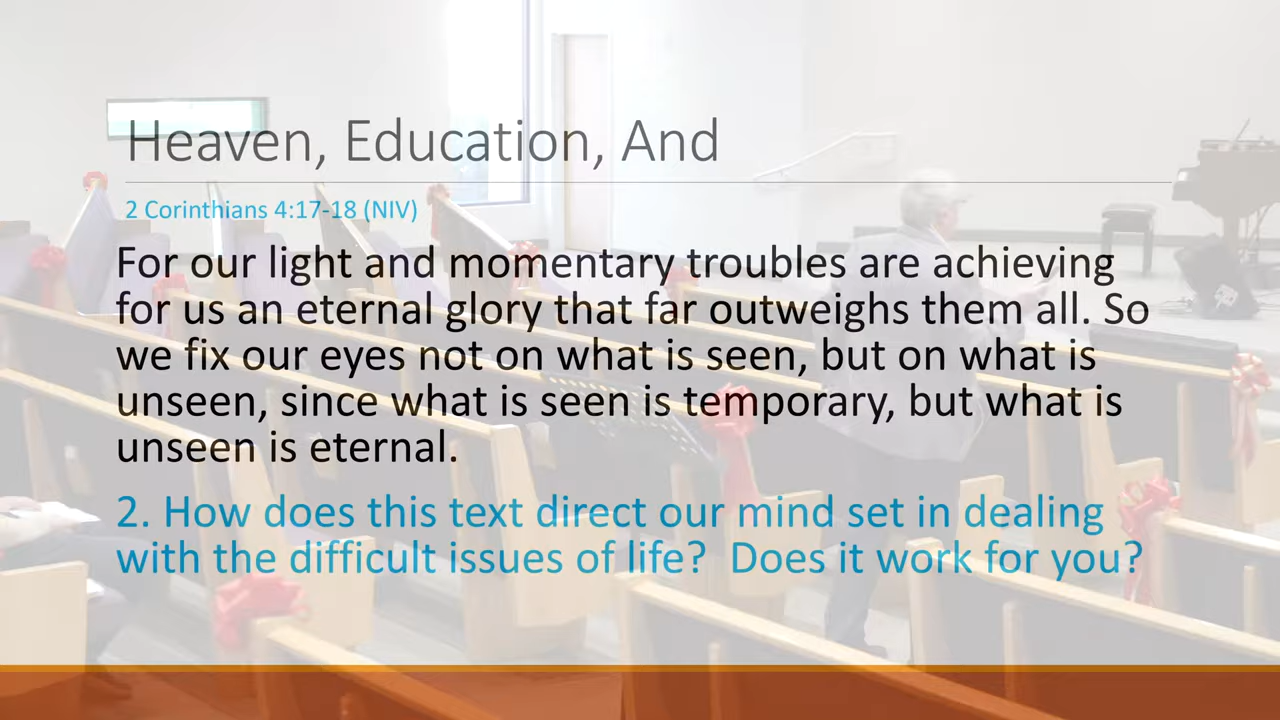 Heaven, Education, And
2 Corinthians 4:17-18 (NIV)
For our light and momentary troubles are achieving
for us an eternal glory that far outweighs them all. So
we fix our eyes not on what is seen, but on what is
unseen, since what is seen is temporary, but what is
unseen is eternal.
2. How does this text direct our mind set in dealing
with the difficult issues of life?  Does it work for you?